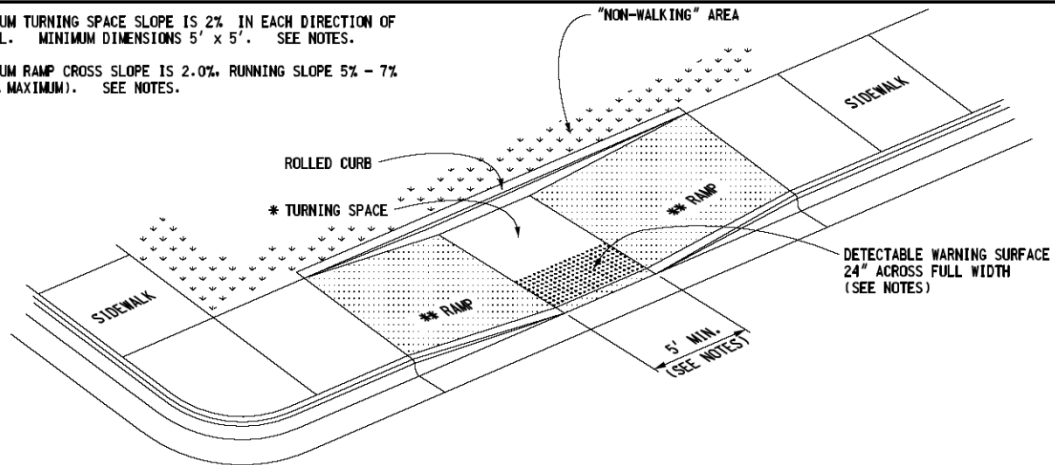 UM TURNING SPACE SLOPE IS 2% IN EACH DIRECTION OF
L. MINIMUM DIMENSIONS 5' x 5'. SEE NOTES.
UM RAMP CROSS SLOPE IS 2.0%. RUNNING SLOPE 5% - 7%
MAXIMUM). SEE NOTES.
"NON-WALKING" AREA
SIDEWALK
ROLLED CURB
** RAMP
* TURNING SPACE
DETECTABLE WARNING SURFACE
24" ACROSS FULL WIDTH
(SEE NOTES)
SIDEWALK
** RAMP
5' MIN.
(SEE NOTES)